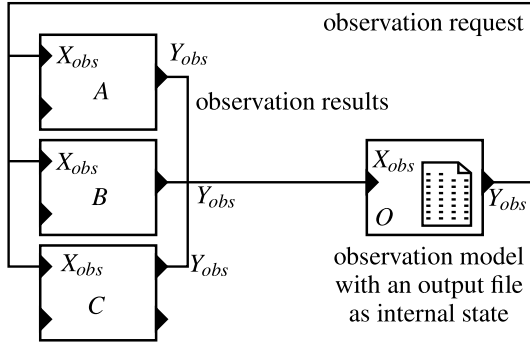 observation request
X_obs
Y_obs
A
observation results
X_obs
B
Y_obs
X_obs
O
Y_obs
X_obs
Y_obs
C
observation model
with an output file
as internal state